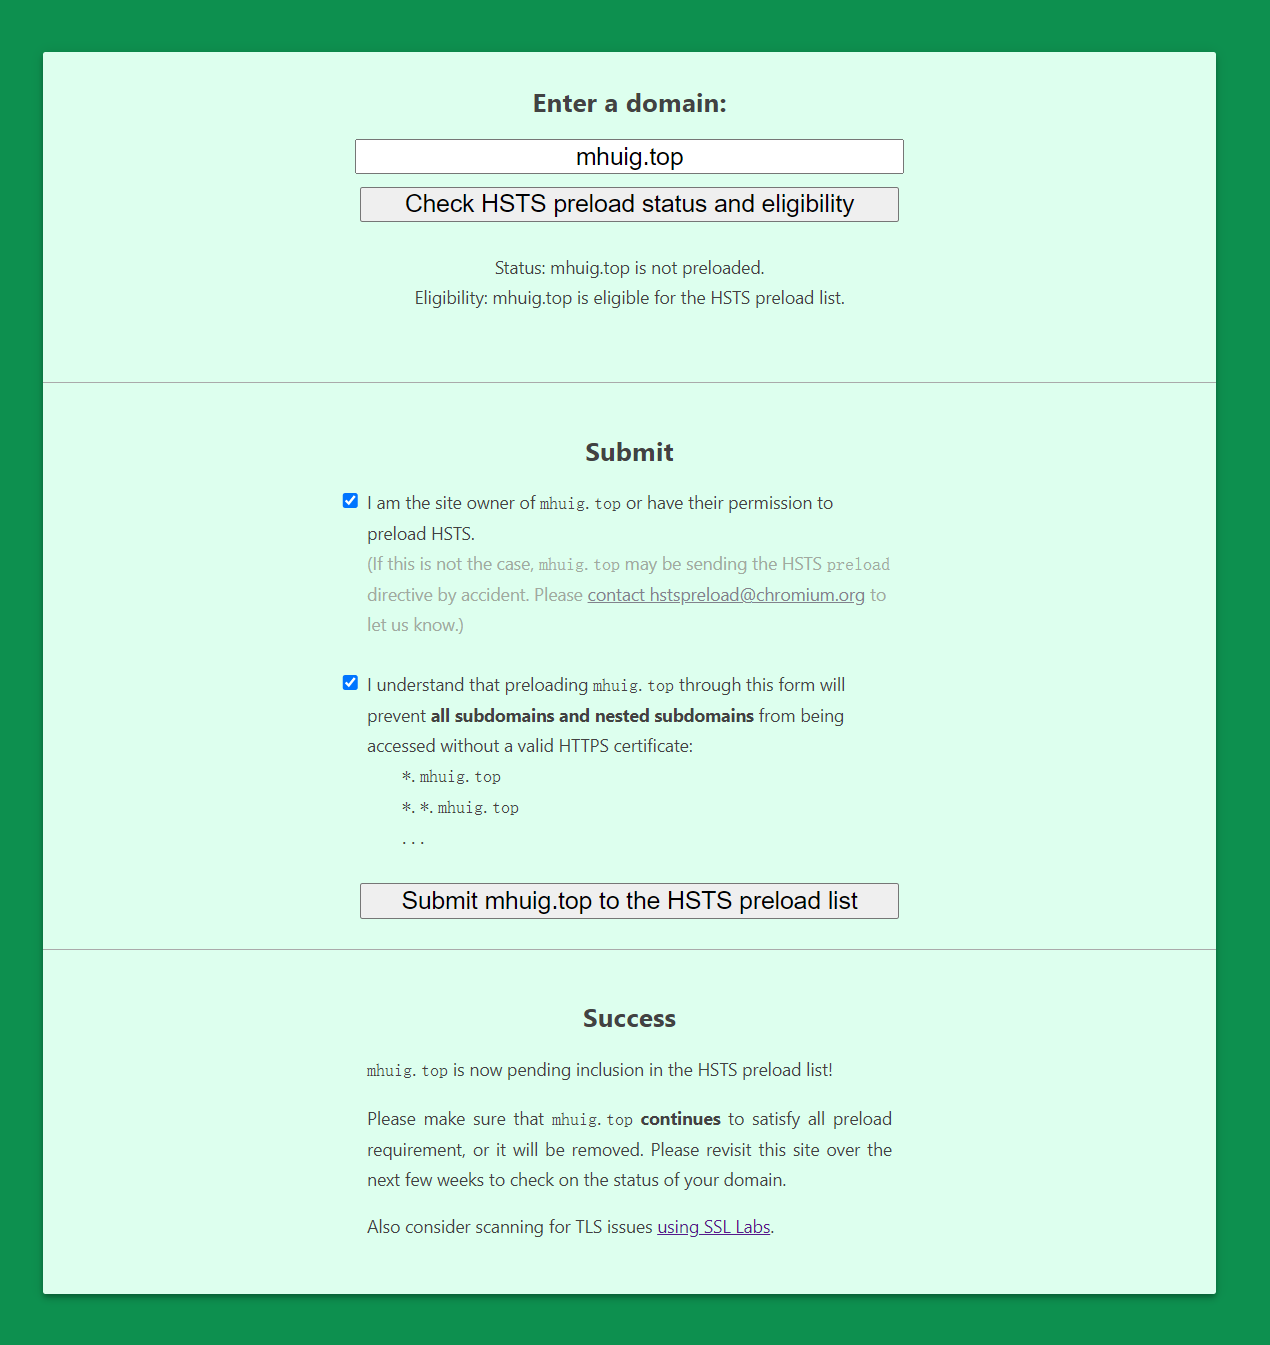 Enter a domain:
mhuig.top
Check HSTS preload status and eligibility
Status: mhuig.top is not preloaded.
Eligibility: mhuig.top is eligible for the HSTS preload list.
Submit
I am the site owner of mhuig.top or have their permission to
preload HSTS.
(If this is not the case, mhuig.top may be sending the HSTS preload
directive by accident. Please contact hstspreload@chromium.org to
let us know.)
I understand that preloading mhuig.top through this form will
prevent all subdomains and nested subdomains from being
accessed without a valid HTTPS certificate:
*.mhuig.top
*.*.mhuig.top
...
Submit mhuig.top to the HSTS preload list
Success
mhuig.top is now pending inclusion in the HSTS preload list!
Please make sure that mhuig.top continues to satisfy all preload
requirement, or it will be removed. Please revisit this site over the
next few weeks to check on the status of your domain.
Also consider scanning for TLS issues using SSL Labs.